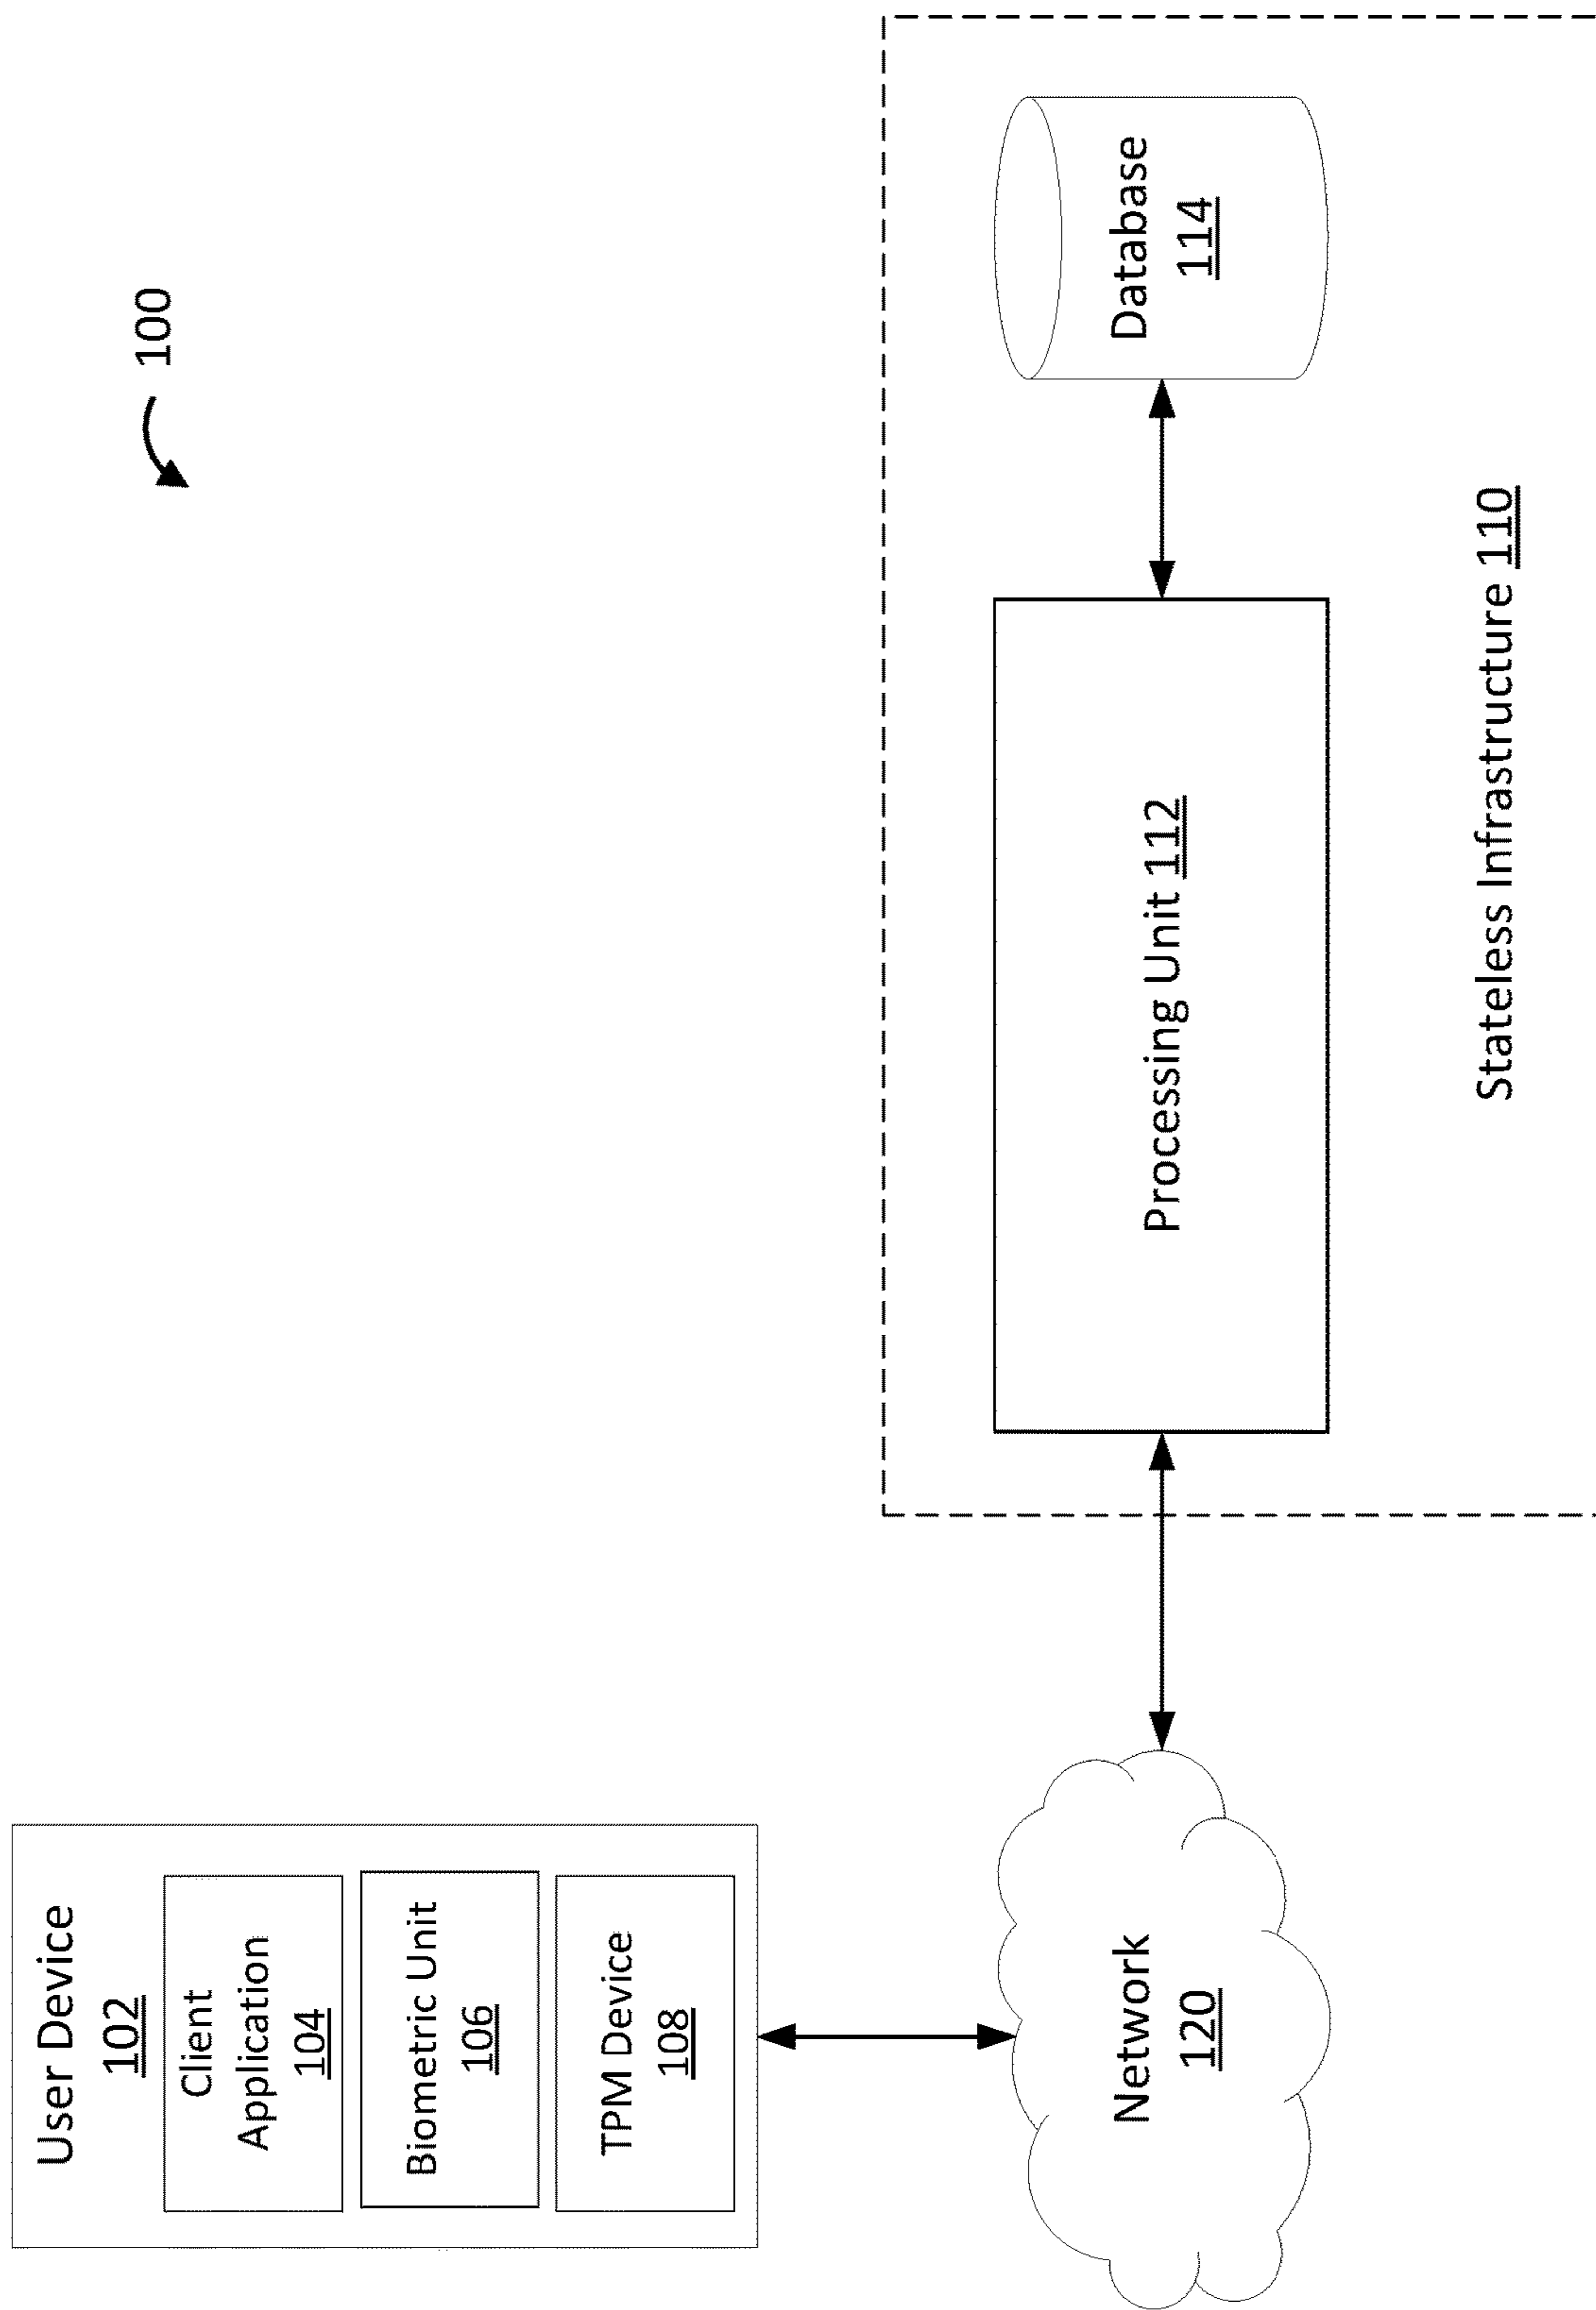 100
User Device
102
Client
Application
104
Biometric Unit
106
TPM Device
108
Network
120
Processing Unit 112
Database
114
Stateless Infrastructure 110